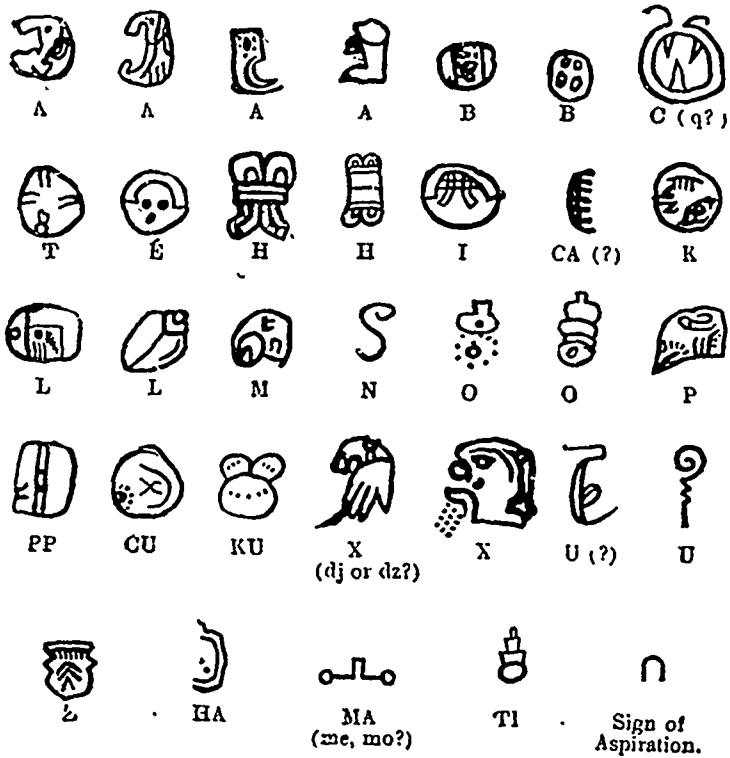 A A A A B B C (q?)
T É H H I CA (?) K
L L M N O O P
PP CU KU X X U (?) U
(dj or dz?)
Z HA MA TI Sign of
(me, mo?) Aspiration.